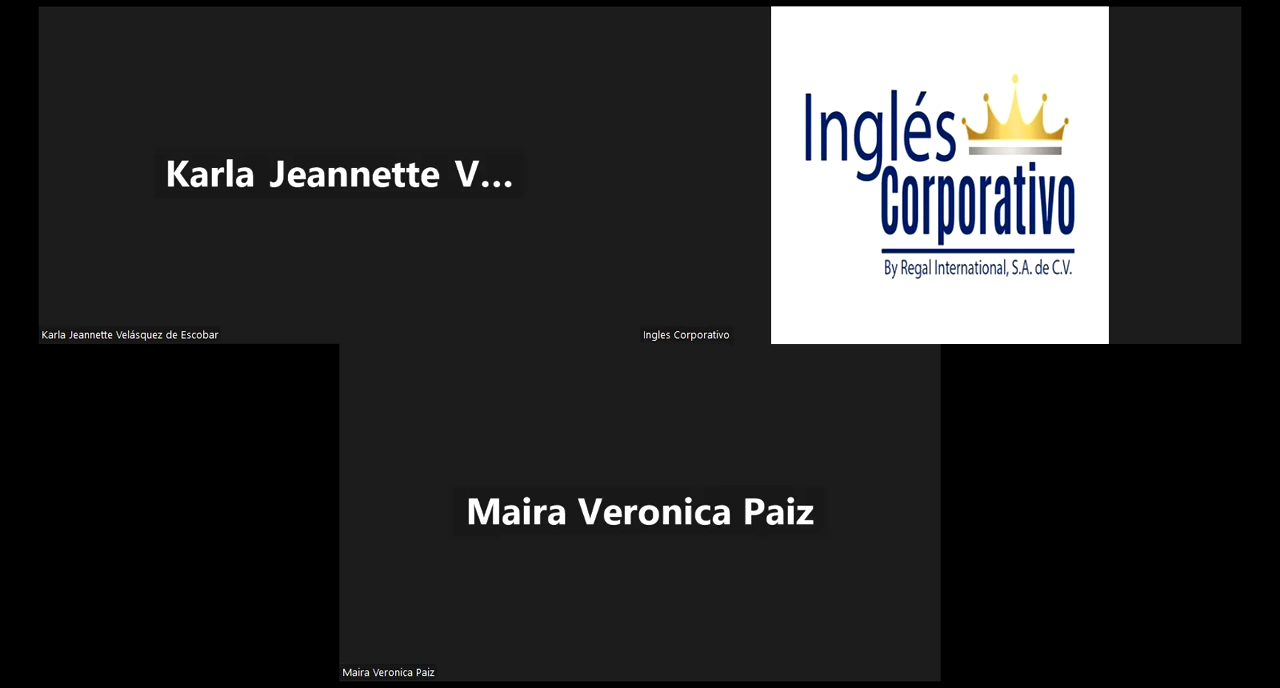 Karla Jeannette V...
Karla Jeannette Velásquez de Escobar
Inglés
Corporativo
By Regal International, S.A. de C.V.
Ingles Corporativo
Maira Veronica Paiz
Maira Veronica Paiz